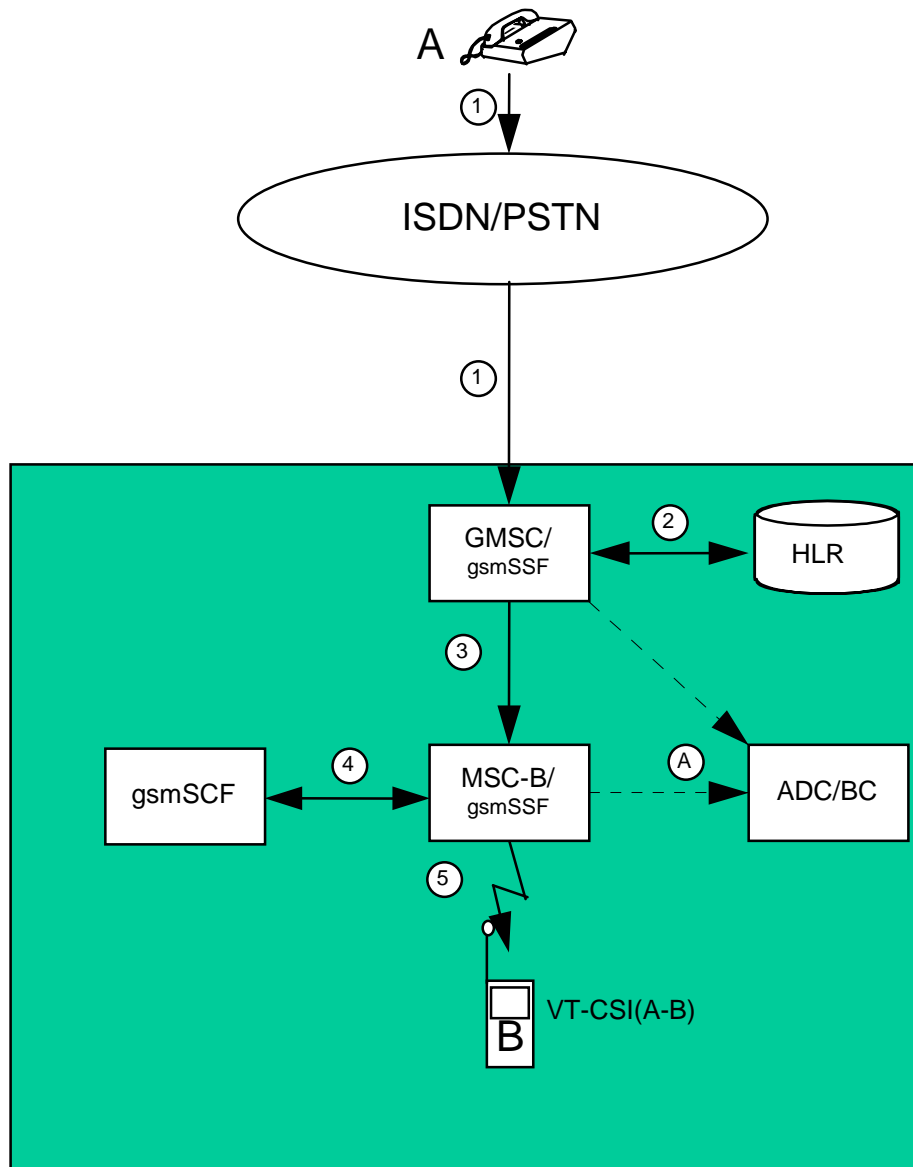 A
1
ISDN/PSTN
1
GMSC/
gsmSSF
2
HLR
3
gsmSCF
4
MSC-B/
gsmSSF
A
ADC/BC
5
B
VT-CSI(A-B)